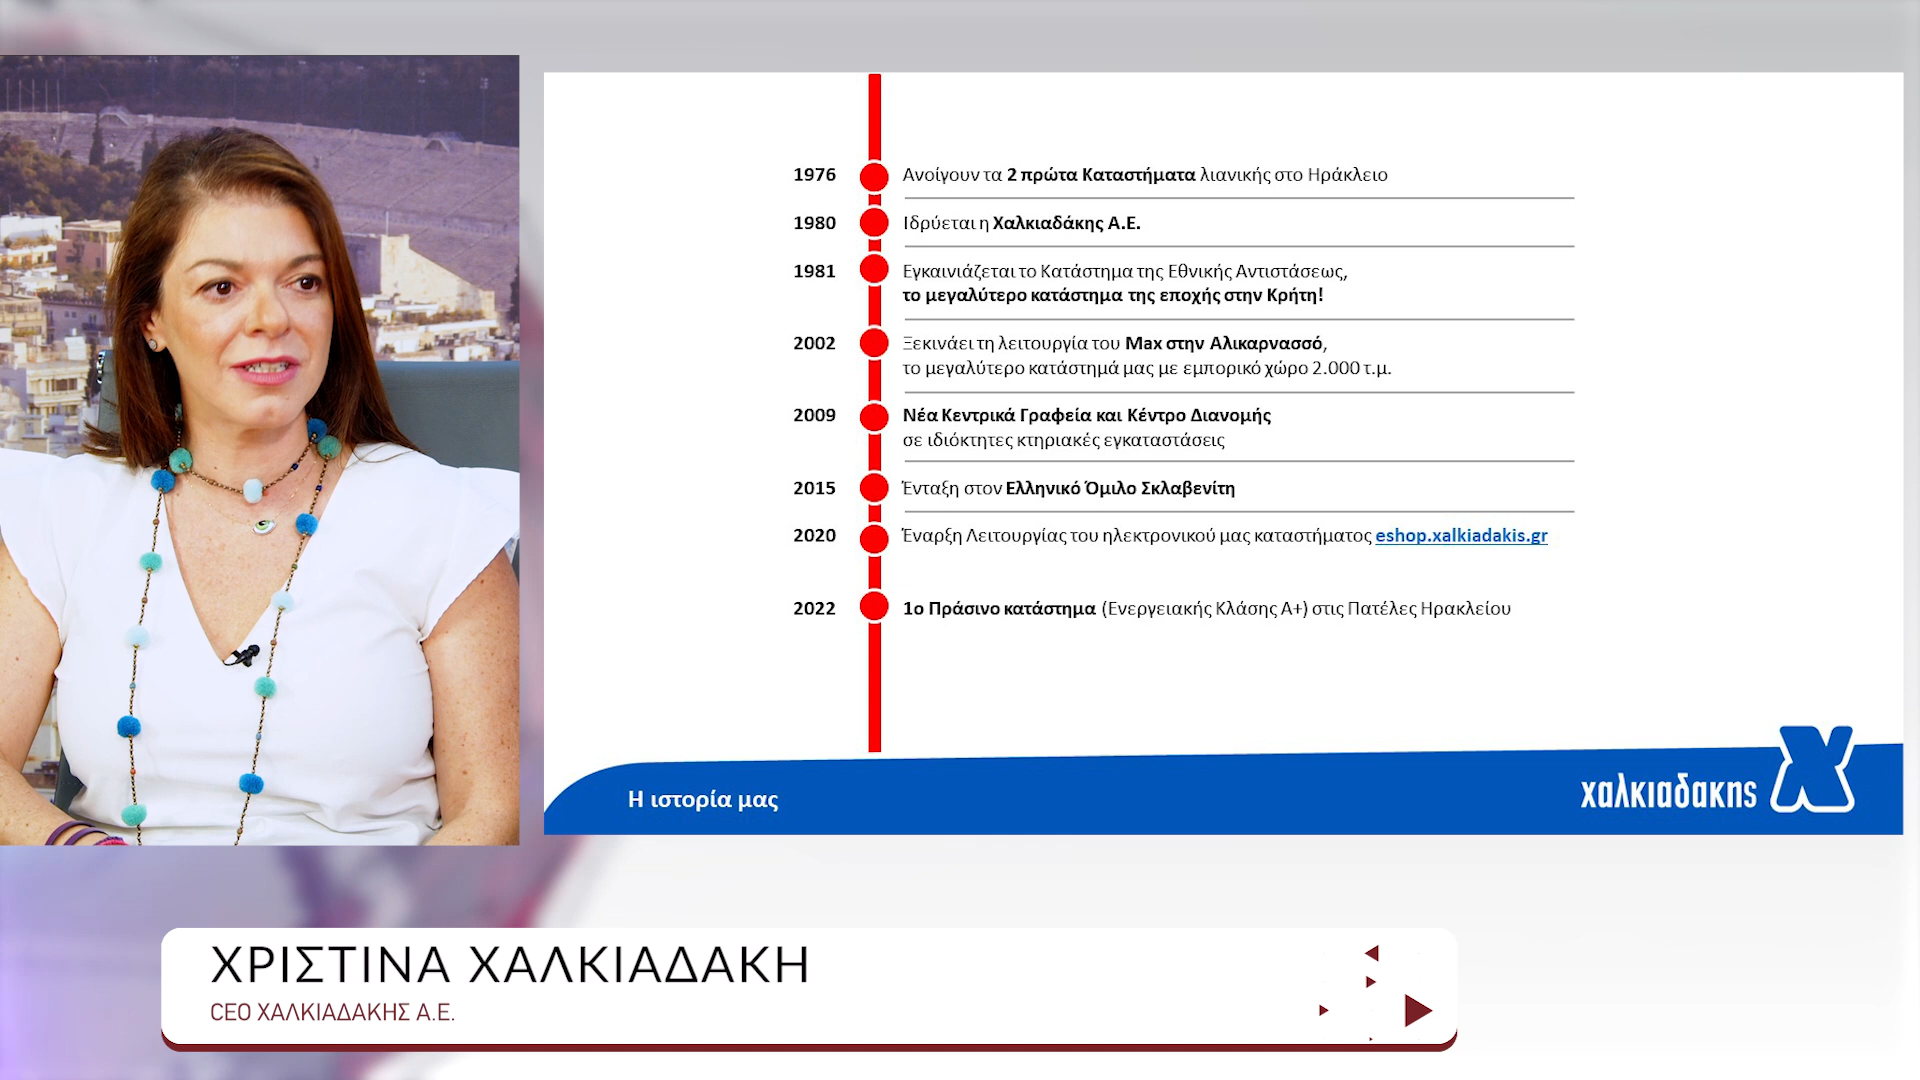 1976 Ανοίγουν τα 2 πρώτα Καταστήματα λιανικής στο Ηράκλειο
1980 Ιδρύεται η Χαλκιαδάκης Α.Ε.
1981 Εγκαινιάζεται το Κατάστημα της Εθνικής Αντιστάσεως,
το μεγαλύτερο κατάστημα της εποχής στην Κρήτη!
2002 Ξεκινάει τη λειτουργία του Max στην Αλικαρνασσό,
το μεγαλύτερο κατάστημά μας με εμπορικό χώρο 2.000 τ.μ.
2009 Νέα Κεντρικά Γραφεία και Κέντρο Διανομής
σε ιδιόκτητες κτηριακές εγκαταστάσεις
2015 Ένταξη στον Ελληνικό Όμιλο Σκλαβενίτη
2020 Έναρξη Λειτουργίας του ηλεκτρονικού μας καταστήματος eshop.xalkiadakis.gr
2022 1ο Πράσινο κατάστημα (Ενεργειακής Κλάσης Α+) στις Πατέλες Ηρακλείου
Η ιστορία μας
χαλκιαδακης Χ
ΧΡΙΣΤΙΝΑ ΧΑΛΚΙΑΔΑΚΗ
CEO ΧΑΛΚΙΑΔΑΚΗΣ Α.Ε.